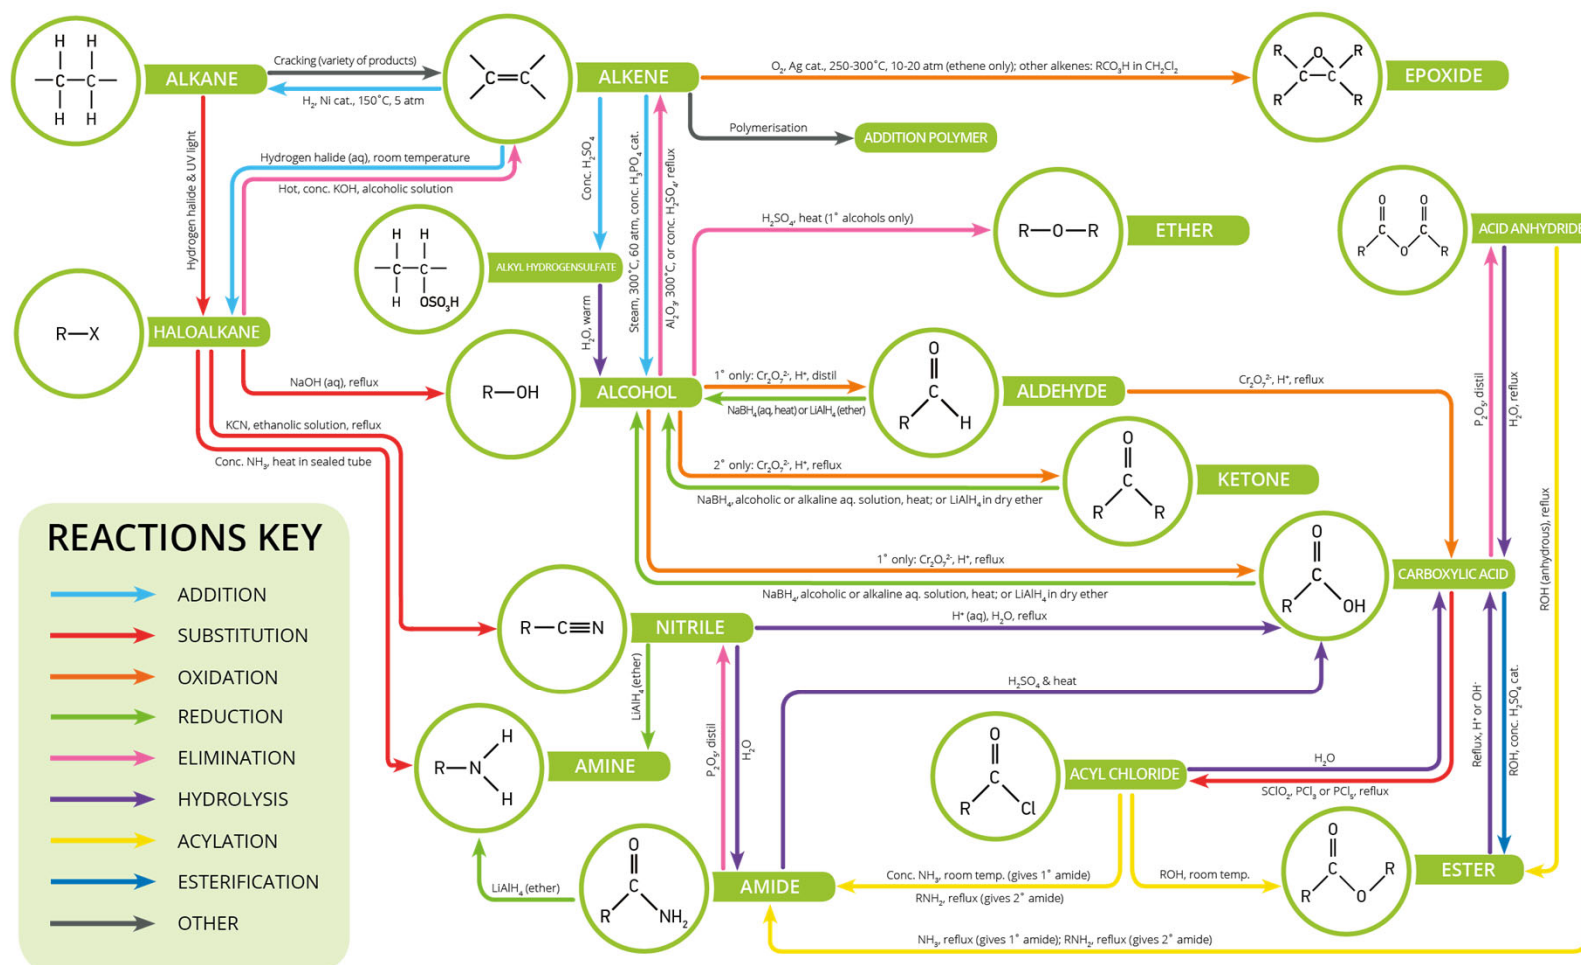 ALKANE
Cracking (variety of products)
H₂, Ni cat., 150˚C, 5 atm
ALKENE
O₂, Ag cat., 250-300˚C, 10-20 atm (ethene only); other alkenes: RCO₃H in CH₂Cl₂
EPOXIDE
Polymerisation
ADDITION POLYMER
Hydrogen halide & UV light
Hydrogen halide (aq), room temperature
Hot, conc. KOH, alcoholic solution
Conc. H₂SO₄
Steam, 300˚C, 60 atm, conc. H₃PO₄ cat.
Al₂O₃, 300˚C, or conc. H₂SO₄, reflux
H₂SO₄, heat (1˚ alcohols only)
R—O—R
ETHER
ACID ANHYDRIDE
ALKYL HYDROGENSULFATE
OSO₃H
H₂O, warm
R—X
HALOALKANE
NaOH (aq), reflux
R—OH
ALCOHOL
1˚ only: Cr₂O₇²⁻, H⁺, distil
NaBH₄ (aq, heat) or LiAlH₄ (ether)
ALDEHYDE
Cr₂O₇²⁻, H⁺, reflux
P₂O₅, distil
H₂O, reflux
KCN, ethanolic solution, reflux
Conc. NH₃, heat in sealed tube
2˚ only: Cr₂O₇²⁻, H⁺, reflux
NaBH₄, alcoholic or alkaline aq. solution, heat; or LiAlH₄ in dry ether
KETONE
ROH (anhydrous), reflux
1˚ only: Cr₂O₇²⁻, H⁺, reflux
NaBH₄, alcoholic or alkaline aq. solution, heat; or LiAlH₄ in dry ether
CARBOXYLIC ACID
REACTIONS KEY
ADDITION
SUBSTITUTION
OXIDATION
REDUCTION
ELIMINATION
HYDROLYSIS
ACYLATION
ESTERIFICATION
OTHER
R—C≡N
NITRILE
H⁺ (aq), H₂O, reflux
LiAlH₄ (ether)
P₂O₅, distil
H₂O
H₂SO₄ & heat
Reflux, H⁺ or OH⁻
ROH, conc. H₂SO₄ cat.
AMINE
ACYL CHLORIDE
H₂O
SClO₂, PCl₃ or PCl₅, reflux
LiAlH₄ (ether)
NH₂
AMIDE
Conc. NH₃, room temp. (gives 1˚ amide)
RNH₂, reflux (gives 2˚ amide)
ROH, room temp.
ESTER
NH₃, reflux (gives 1˚ amide); RNH₂, reflux (gives 2˚ amide)